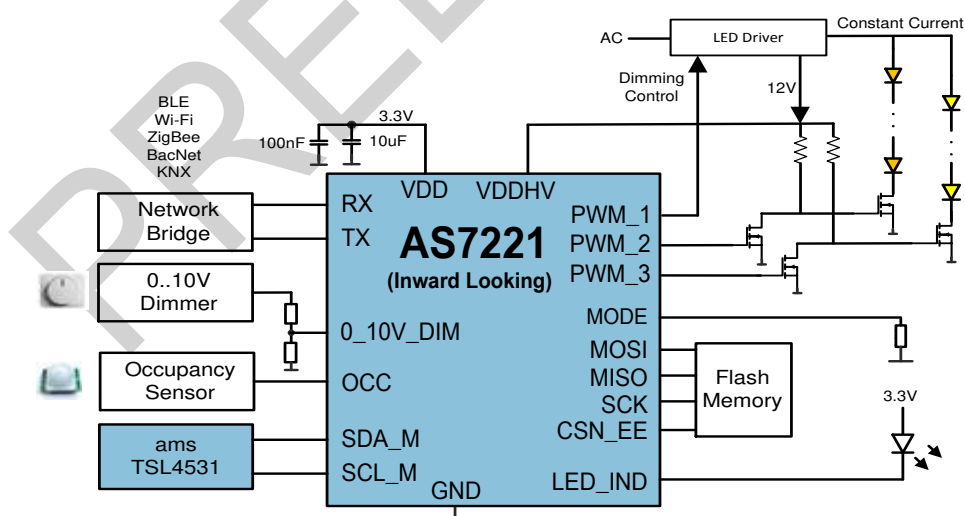 PREL
AC
LED Driver
Constant Current
Dimming
Control
12V
BLE
Wi-Fi
ZigBee
BacNet
KNX
3.3V
100nF
10uF
VDD
VDDHV
Network
Bridge
RX
TX
AS7221
(Inward Looking)
PWM_1
PWM_2
PWM_3
0..10V
Dimmer
0_10V_DIM
MODE
Occupancy
Sensor
OCC
MOSI
MISO
SCK
CSN_EE
Flash
Memory
3.3V
ams
TSL4531
SDA_M
SCL_M
GND
LED_IND